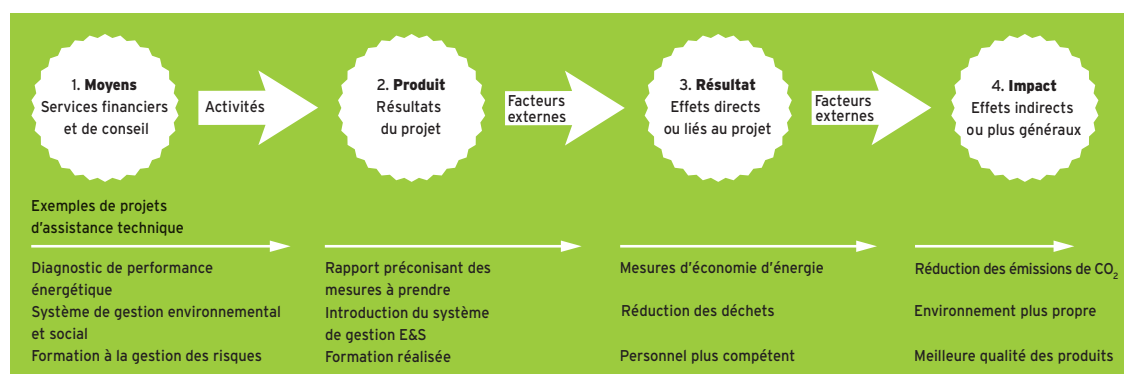 1. Moyens
Services financiers
et de conseil
Activités
2. Produit
Résultats
du projet
Facteurs
externes
3. Résultat
Effets directs
ou liés au projet
Facteurs
externes
4. Impact
Effets indirects
ou plus généraux
Exemples de projets
d'assistance technique
Diagnostic de performance
énergétique
Système de gestion environnemental
et social
Formation à la gestion des risques
Rapport préconisant des
mesures à prendre
Introduction du système
de gestion E&S
Formation réalisée
Mesures d'économie d'énergie
Réduction des déchets
Personnel plus compétent
Réduction des émissions de CO₂
Environnement plus propre
Meilleure qualité des produits